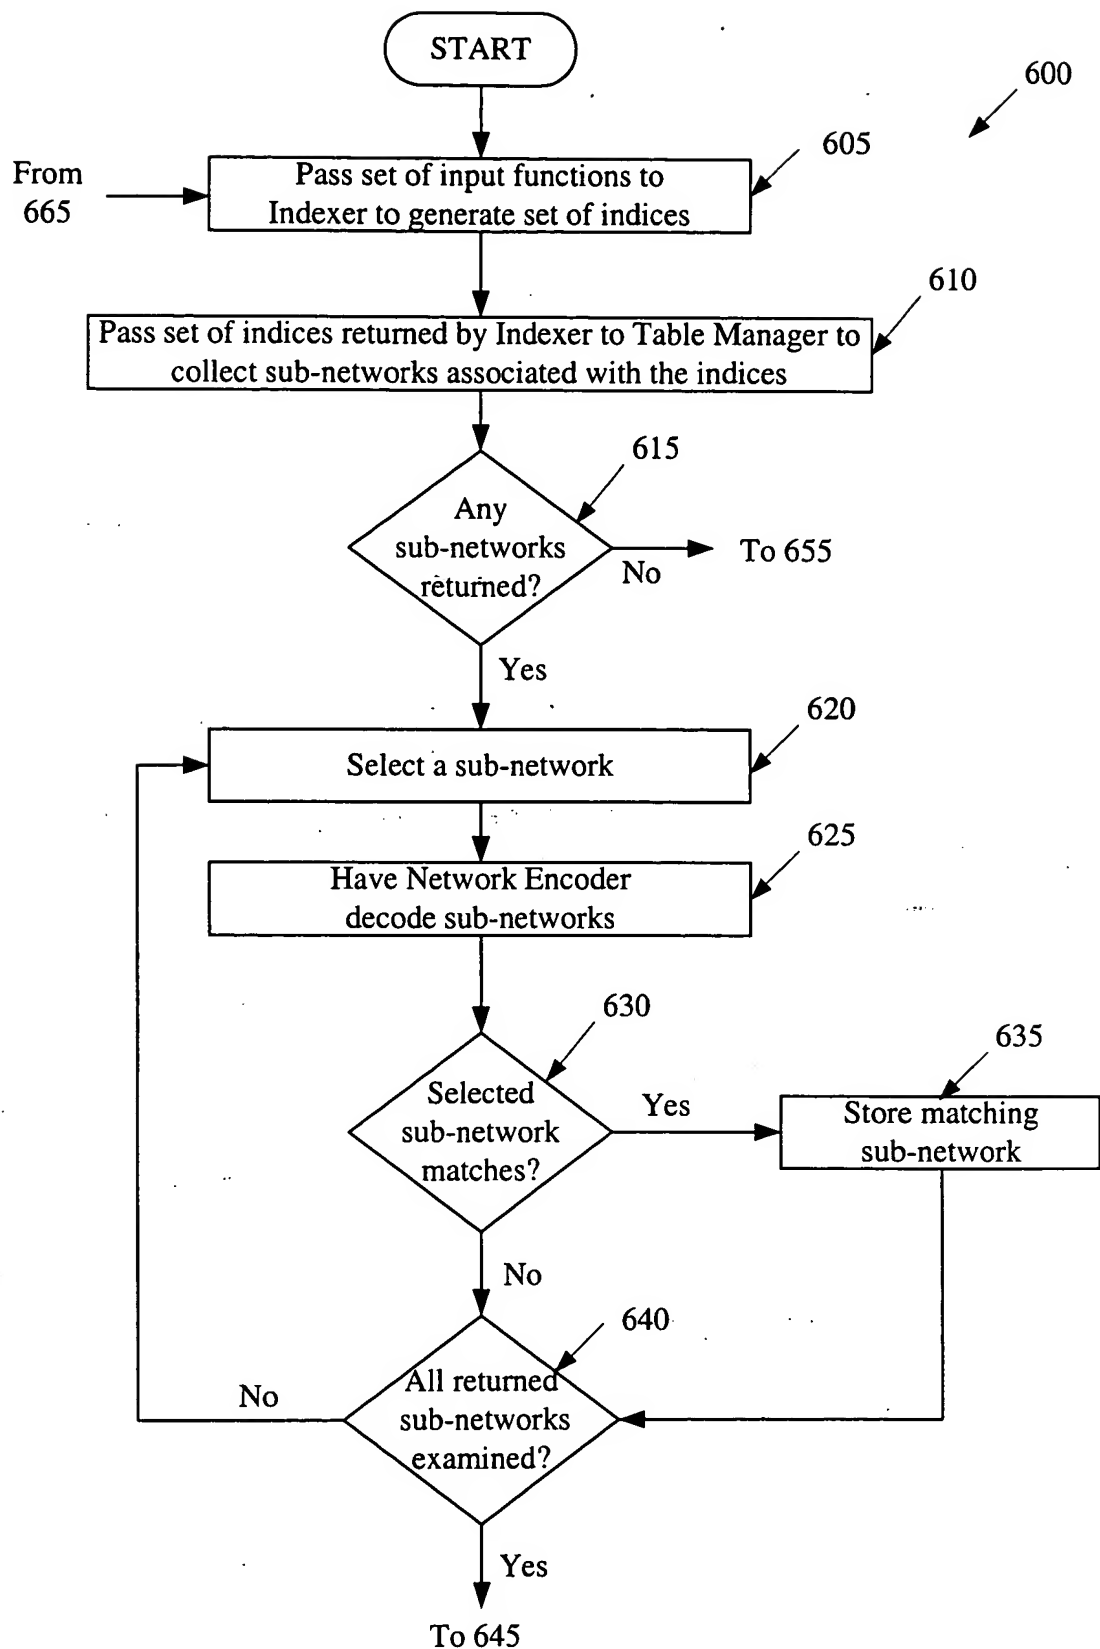 START
600
605
From
665
Pass set of input functions to
Indexer to generate set of indices
610
Pass set of indices returned by Indexer to Table Manager to
collect sub-networks associated with the indices
615
Any
sub-networks
returned?
No
To 655
Yes
620
Select a sub-network
625
Have Network Encoder
decode sub-networks
630
635
Selected
sub-network
matches?
Yes
Store matching
sub-network
No
640
All returned
sub-networks
examined?
No
Yes
To 645